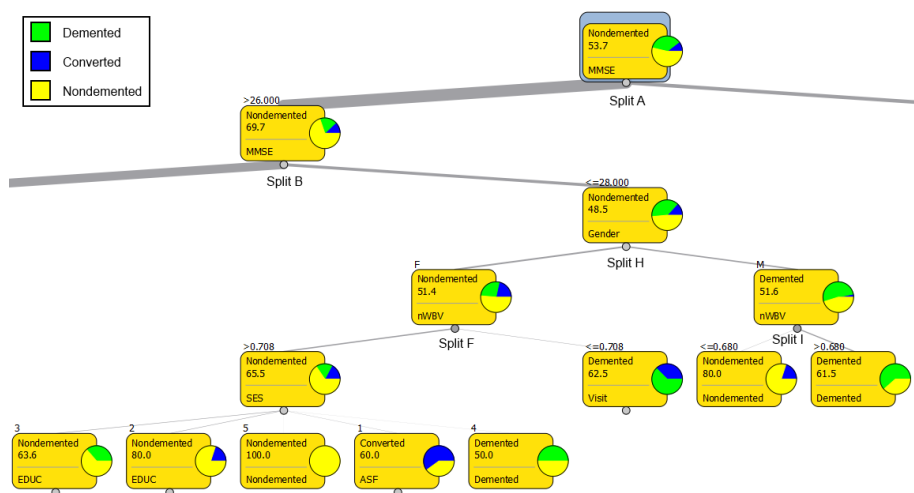 Demented
Converted
Nondemented
Nondemented
53.7
MMSE
Split A
>26.000
Nondemented
69.7
MMSE
Split B
<=28.000
Nondemented
48.5
Gender
Split H
F
Nondemented
51.4
nWBV
Split F
M
Demented
51.6
nWBV
Split I
>0.708
Nondemented
65.5
SES
<=0.708
Demented
62.5
Visit
<=0.680
Nondemented
80.0
Nondemented
>0.680
Demented
61.5
Demented
3
Nondemented
63.6
EDUC
2
Nondemented
80.0
EDUC
5
Nondemented
100.0
Nondemented
1
Converted
60.0
ASF
4
Demented
50.0
Demented